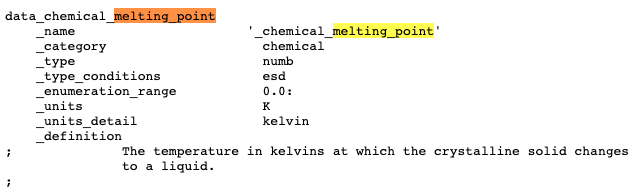 data_chemical_melting_point
_name '_chemical_melting_point'
_category chemical
_type numb
_type_conditions esd
_enumeration_range 0.0:
_units K
_units_detail kelvin
_definition
; The temperature in kelvins at which the crystalline solid changes
to a liquid.
;